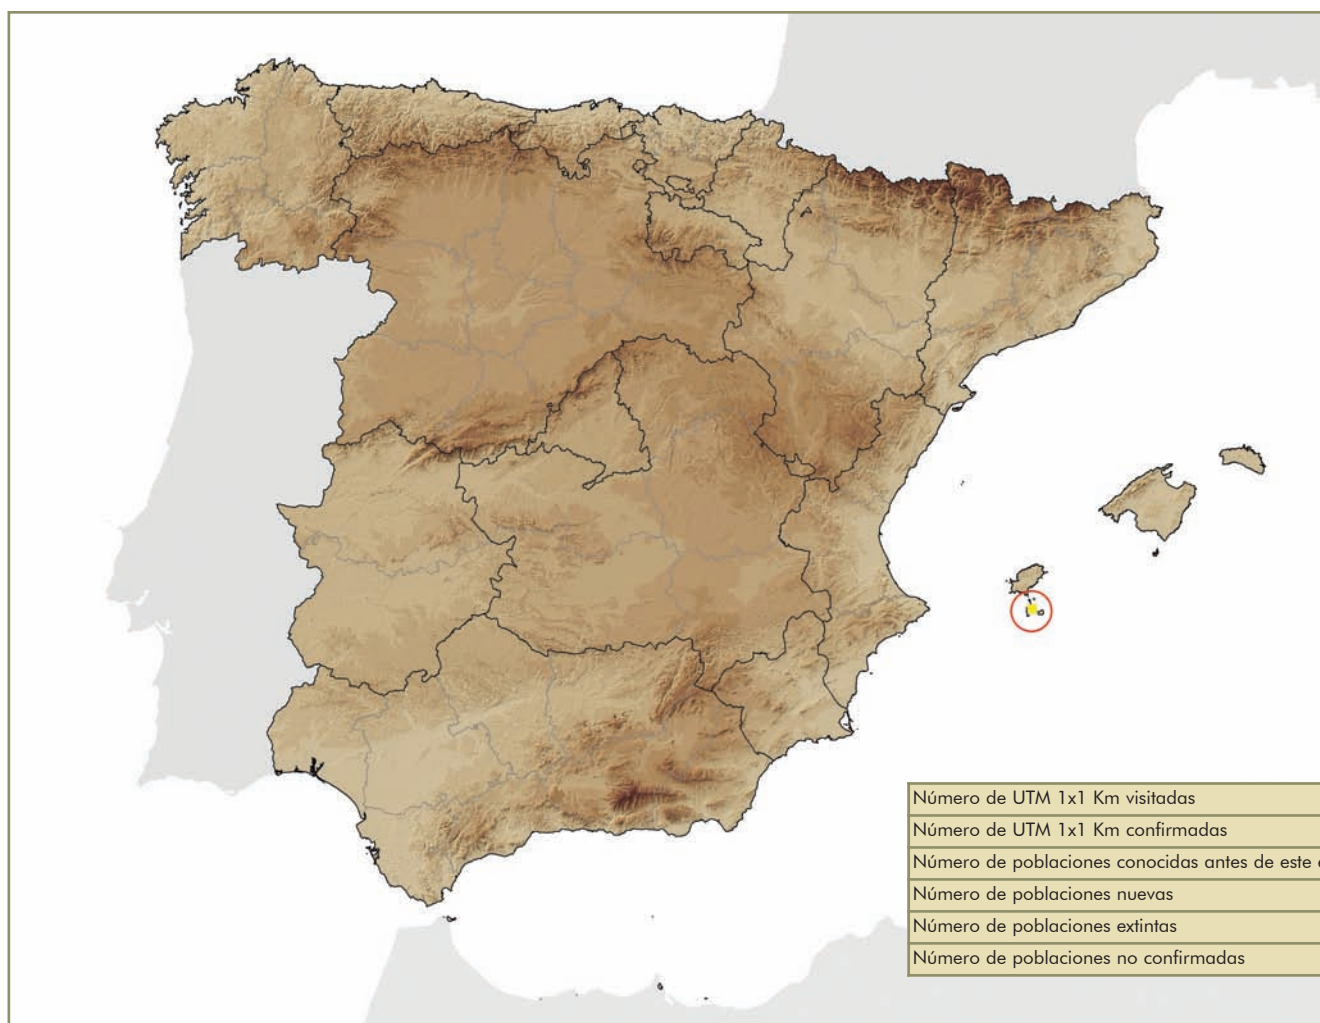 Número de UTM 1x1 Km visitadas
Número de UTM 1x1 Km confirmadas
Número de poblaciones conocidas antes de este
Número de poblaciones nuevas
Número de poblaciones extintas
Número de poblaciones no confirmadas